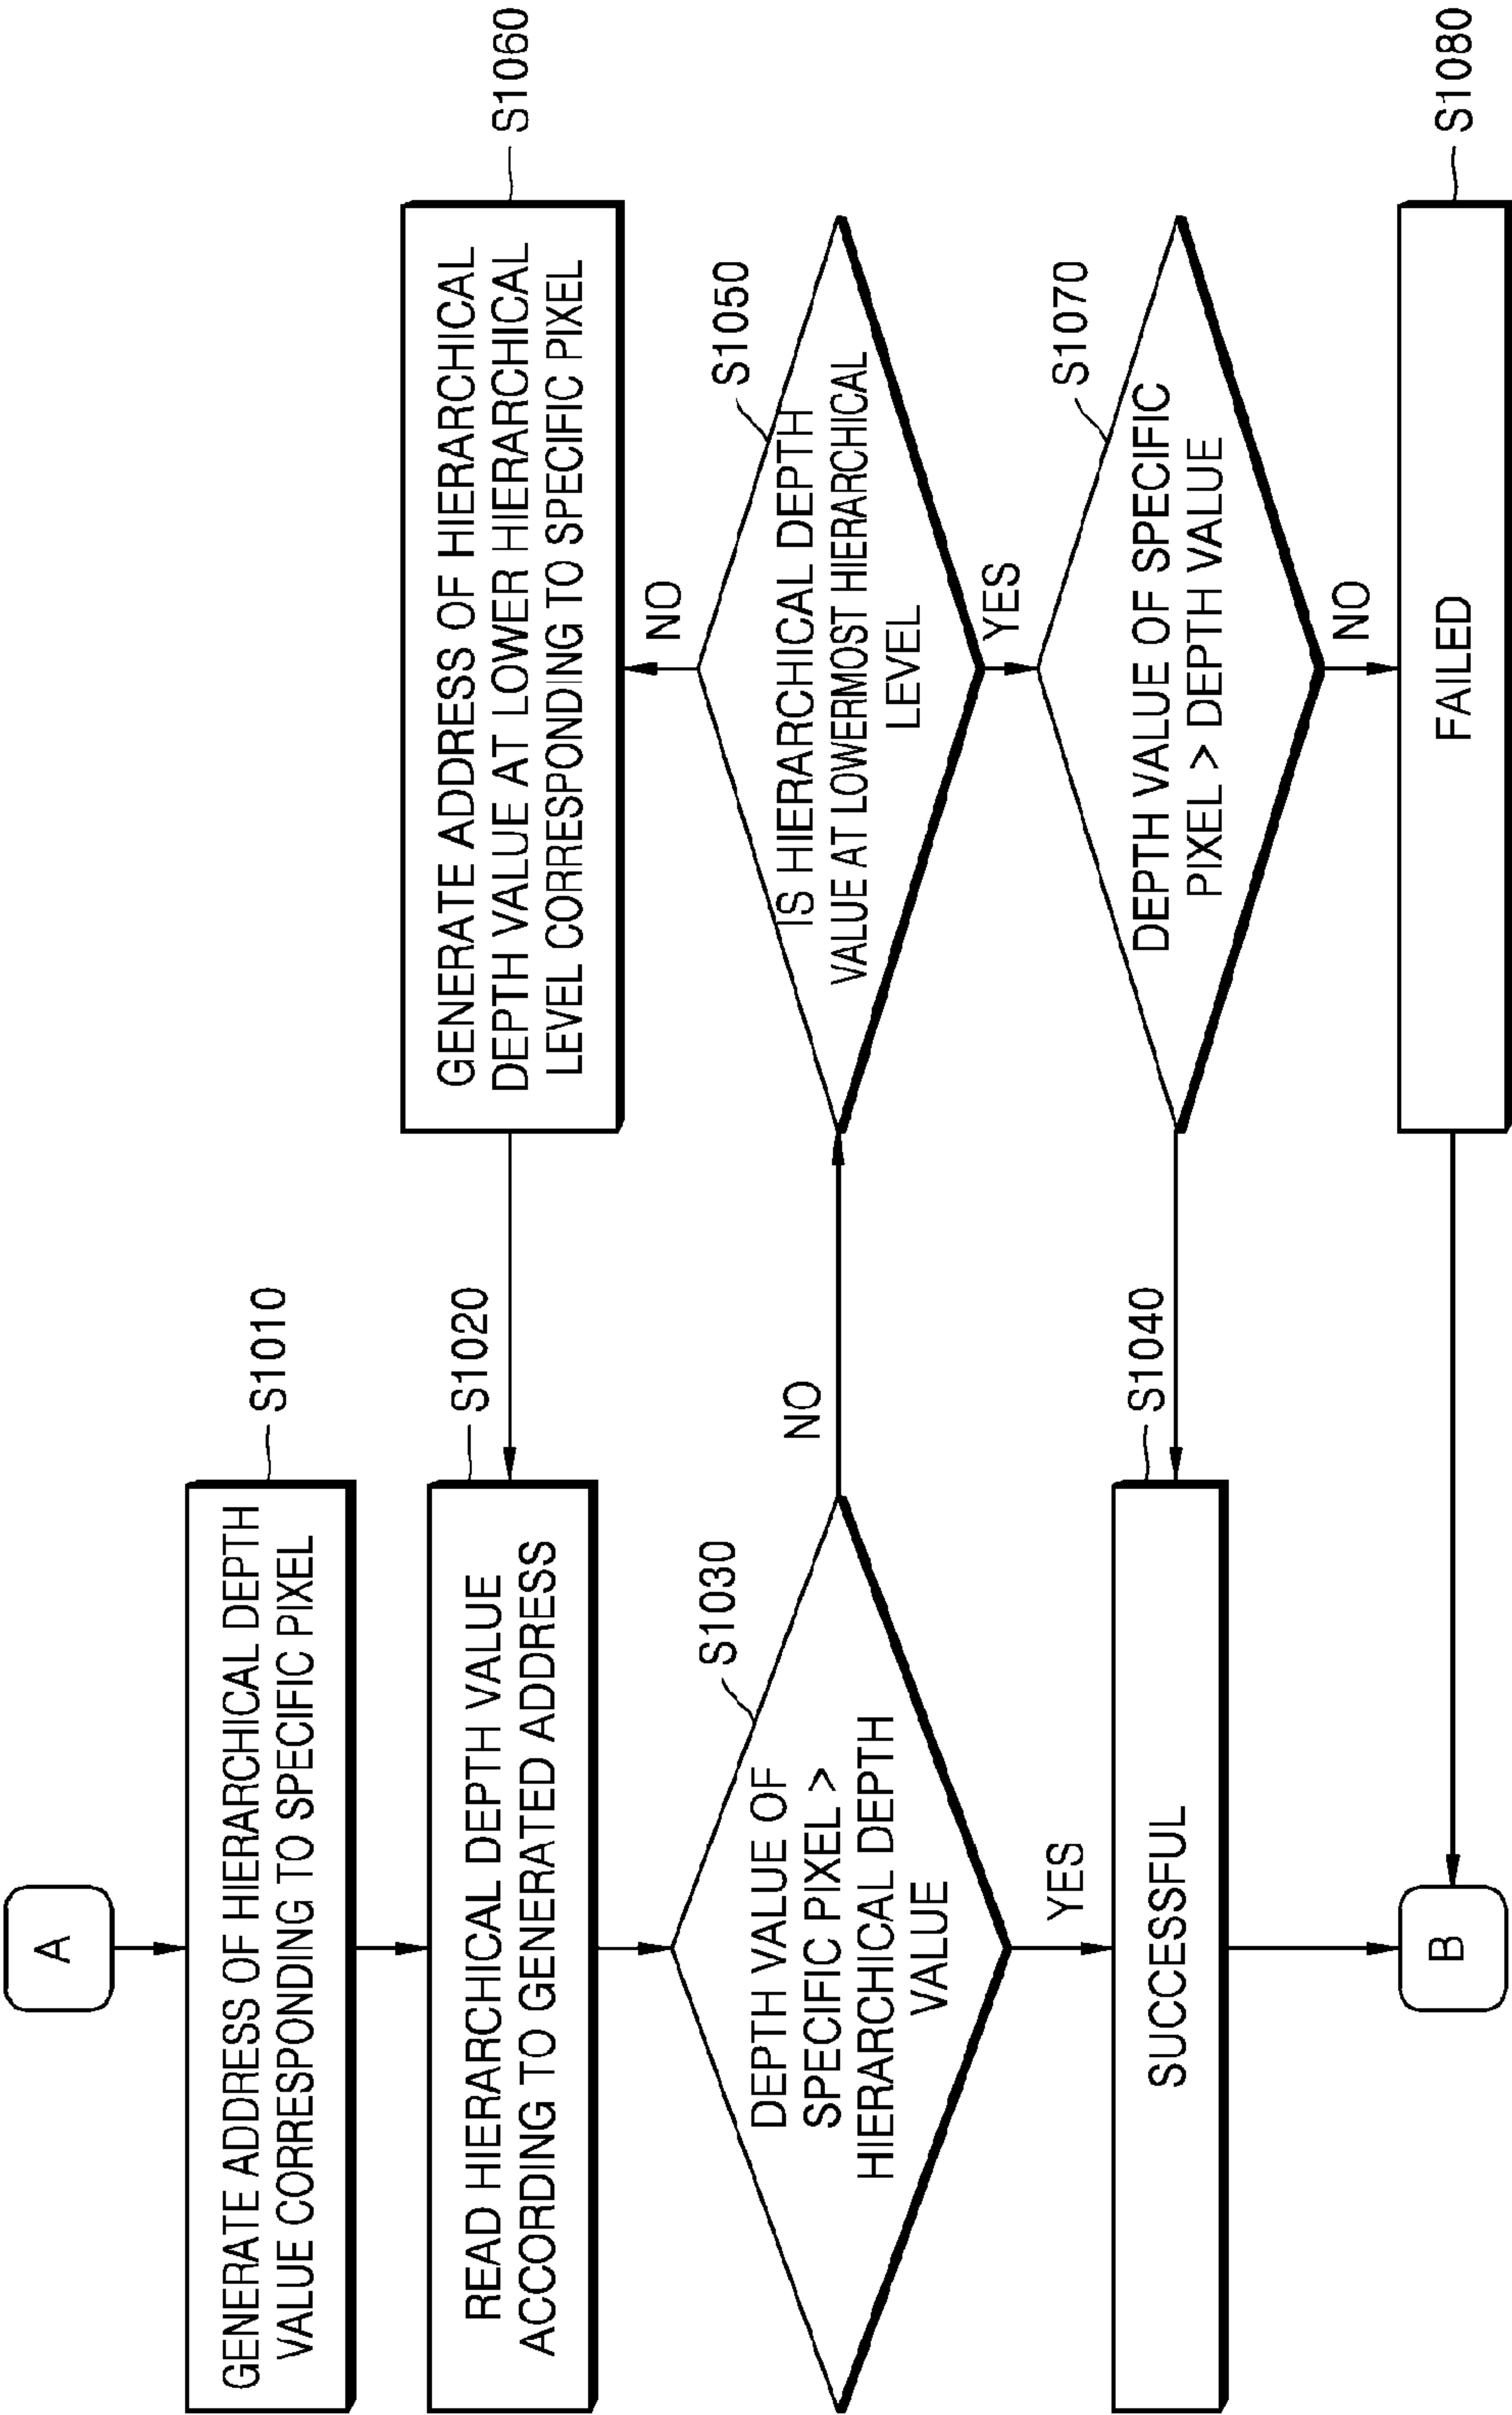 A
GENERATE ADDRESS OF HIERARCHICAL DEPTH
VALUE CORRESPONDING TO SPECIFIC PIXEL
S1010
READ HIERARCHICAL DEPTH VALUE
ACCORDING TO GENERATED ADDRESS
S1020
DEPTH VALUE OF
SPECIFIC PIXEL >
HIERARCHICAL DEPTH
VALUE
S1030
NO
YES
SUCCESSFUL
S1040
B
GENERATE ADDRESS OF HIERARCHICAL
DEPTH VALUE AT LOWER HIERARCHICAL
LEVEL CORRESPONDING TO SPECIFIC PIXEL
S1060
NO
IS HIERARCHICAL DEPTH
VALUE AT LOWERMOST HIERARCHICAL
LEVEL
S1050
YES
DEPTH VALUE OF SPECIFIC
PIXEL > DEPTH VALUE
S1070
NO
FAILED
S1080